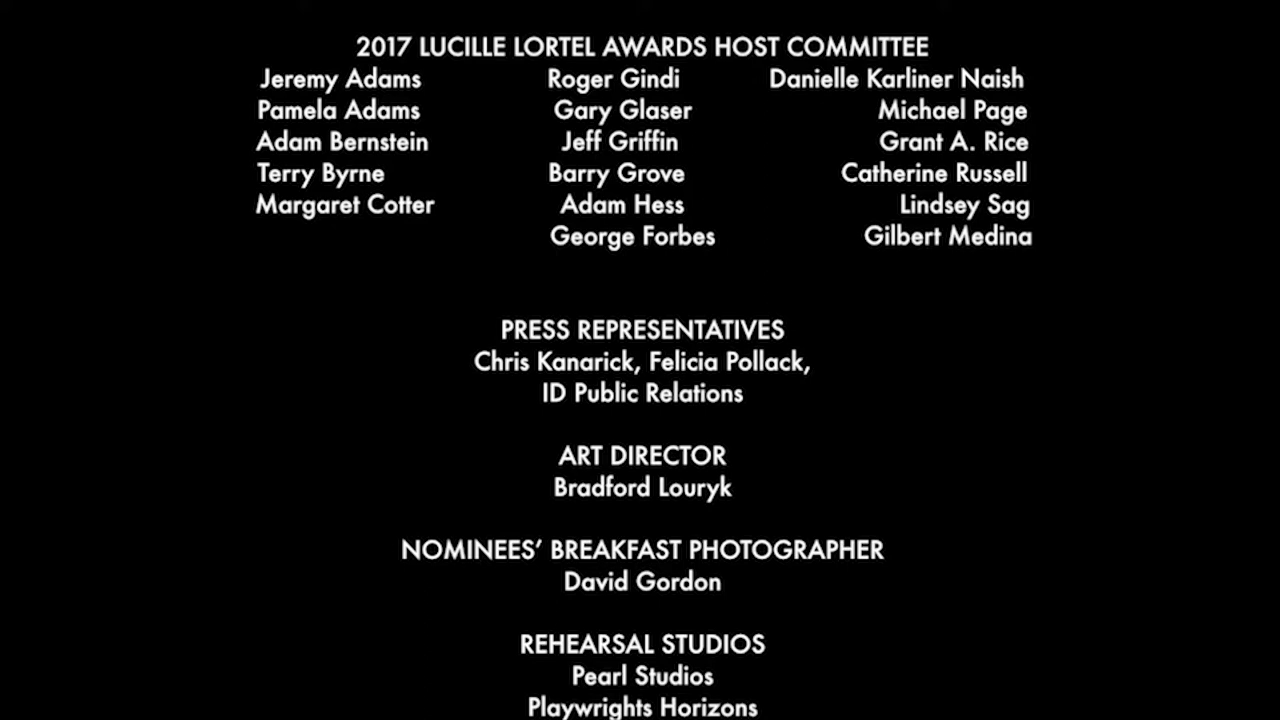 2017 LUCILLE LORTEL AWARDS HOST COMMITTEE
Jeremy Adams Roger Gindi Danielle Karliner Naish
Pamela Adams Gary Glaser Michael Page
Adam Bernstein Jeff Griffin Grant A. Rice
Terry Byrne Barry Grove Catherine Russell
Margaret Cotter Adam Hess Lindsey Sag
George Forbes Gilbert Medina
PRESS REPRESENTATIVES
Chris Kanarick, Felicia Pollack,
ID Public Relations
ART DIRECTOR
Bradford Louryk
NOMINEES’ BREAKFAST PHOTOGRAPHER
David Gordon
REHEARSAL STUDIOS
Pearl Studios
Playwrights Horizons